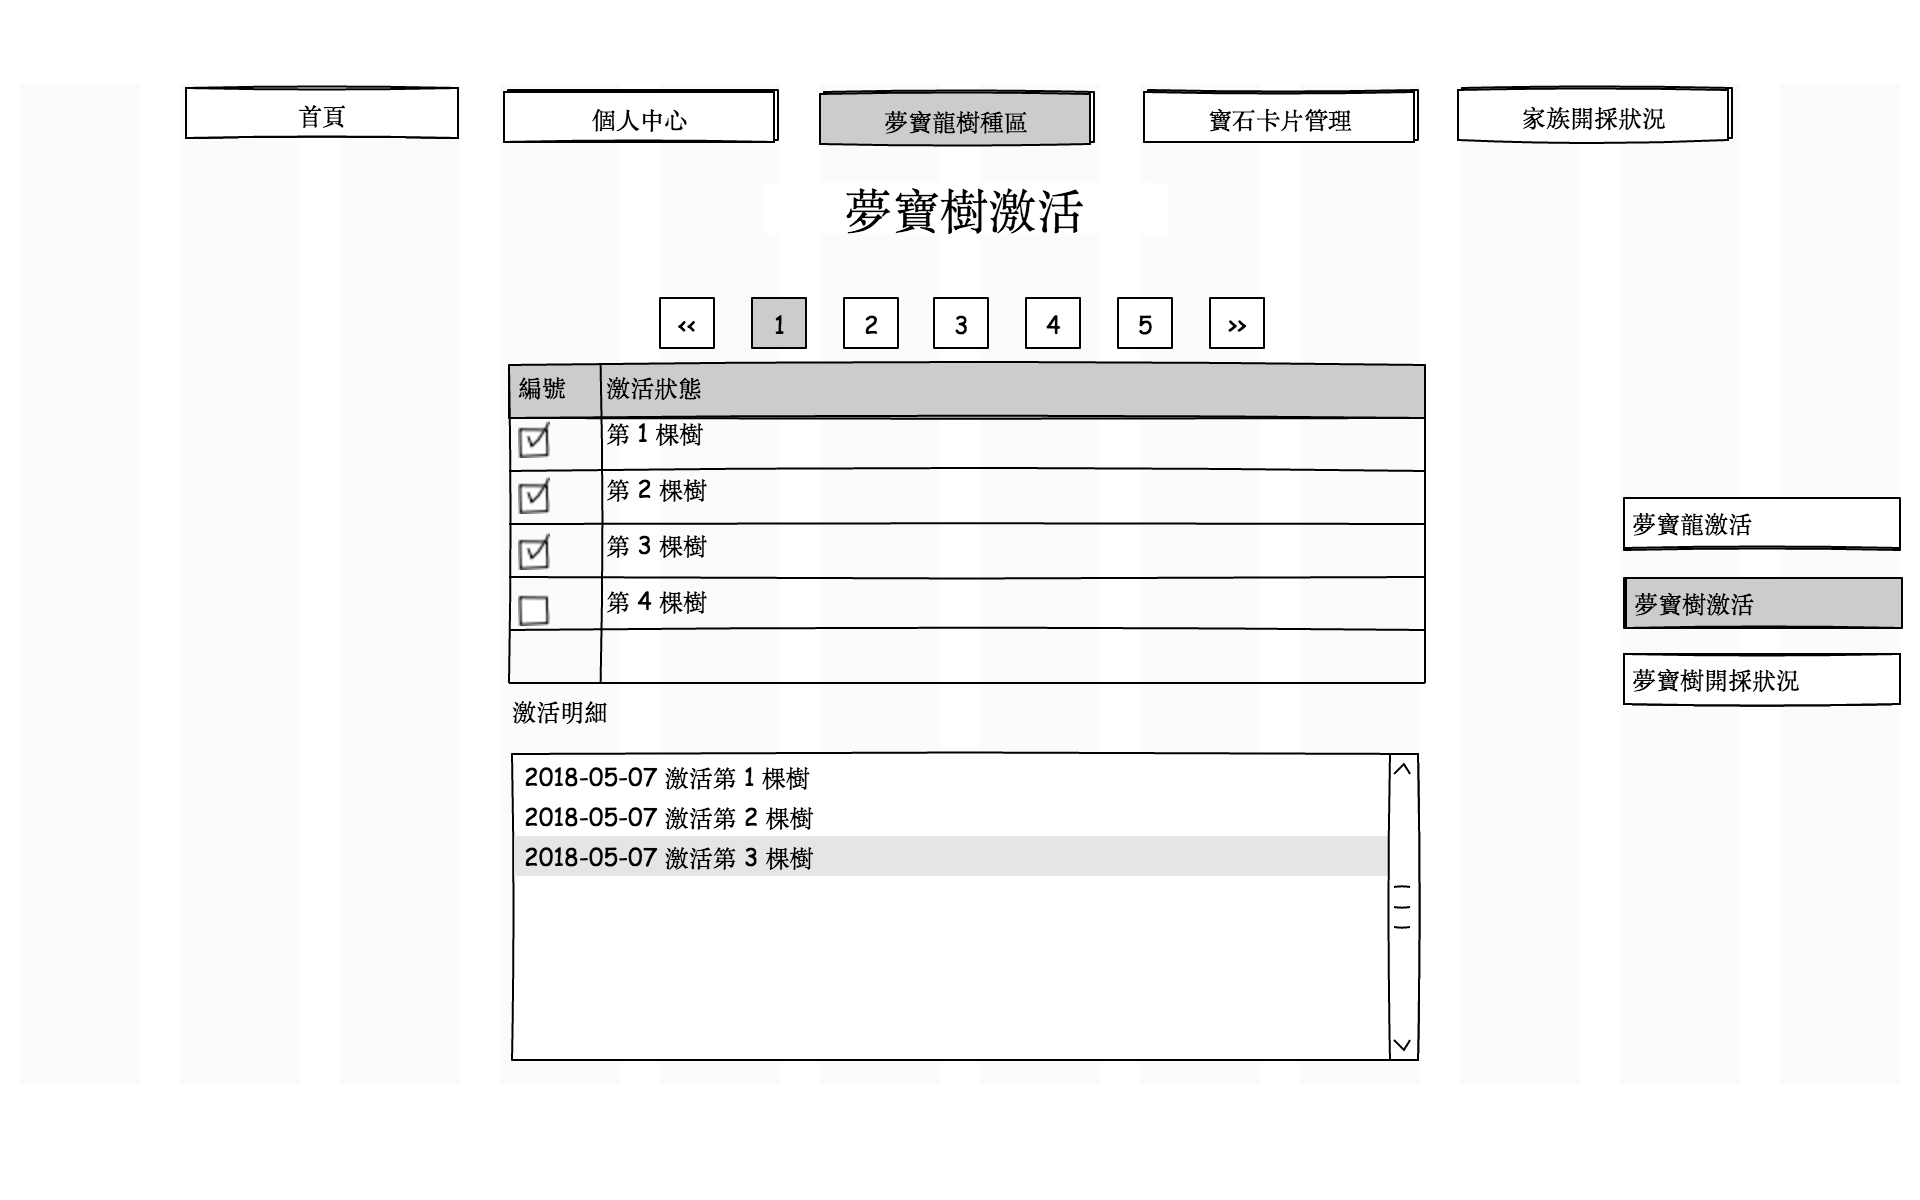 首頁
個人中心
夢寶龍樹種區
寶石卡片管理
家族開採狀況
夢寶樹激活
<<
1
2
3
4
5
>>
編號 激活狀態
第 1 棵樹
第 2 棵樹
第 3 棵樹
第 4 棵樹
夢寶龍激活
夢寶樹激活
夢寶樹開採狀況
激活明細
2018-05-07 激活第 1 棵樹
2018-05-07 激活第 2 棵樹
2018-05-07 激活第 3 棵樹